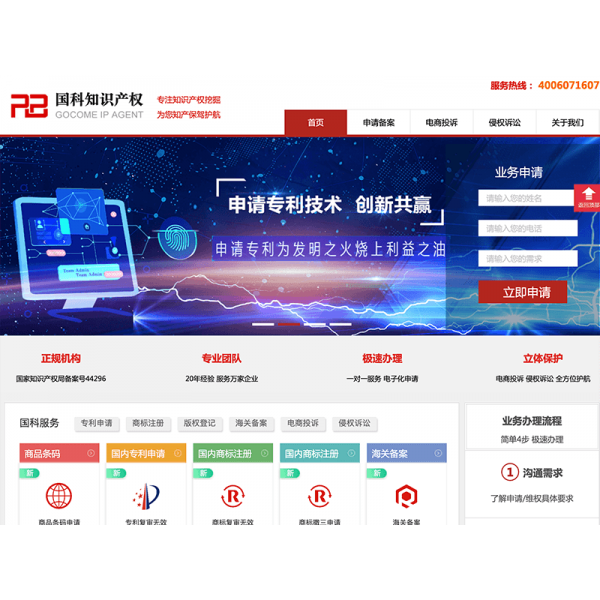 服务热线：4006071607
国科知识产权
GOCOME IP AGENT
专注知识产权挖掘
为您知产保驾护航
首页 申请备案 电商投诉 侵权诉讼 关于我们
申请专利技术 创新共赢
申请专利为发明之火烧上利益之油
Team Admin
Team Admin
业务申请
请输入您的姓名
请输入您的电话
请输入您的需求
立即申请
返回顶部
正规机构 专业团队 极速办理 立体保护
国家知识产权局备案号44296 20年经验 服务万家企业 一对一服务 电子化申请 电商投诉 侵权诉讼 全方位护航
国科服务 专利申请 商标注册 版权登记 海关备案 电商投诉 侵权诉讼
商品条码 国内专利申请 国内商标注册 国内商标注册 海关备案
新 新 新 新 新
商品条码申请 专利复审无效 商标复审无效 商标撤三申请 海关备案
业务办理流程
简单4步 极速办理
1 沟通需求
了解申请/维权具体要求